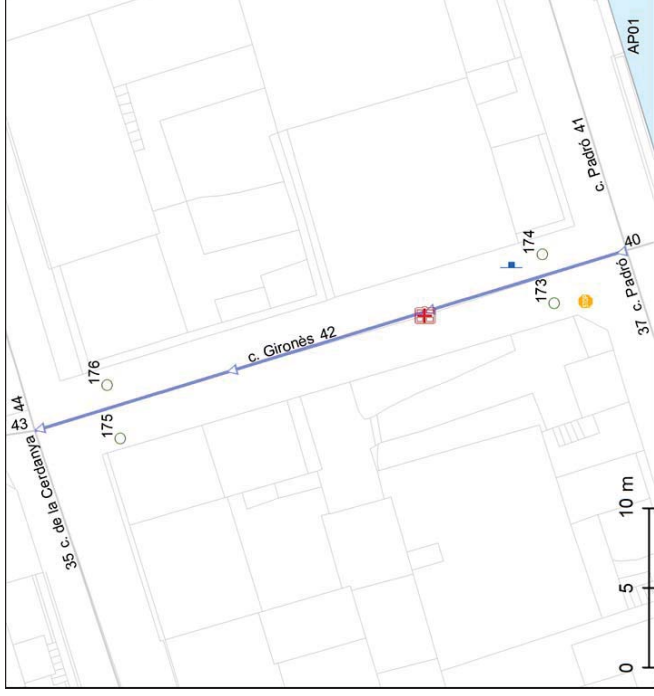 43
44
35 c. de la Cerdanya
176
175
c. Gironès 42
174
173
c. Padró 41
37 c. Padró
40
AP01
0 5 10 m